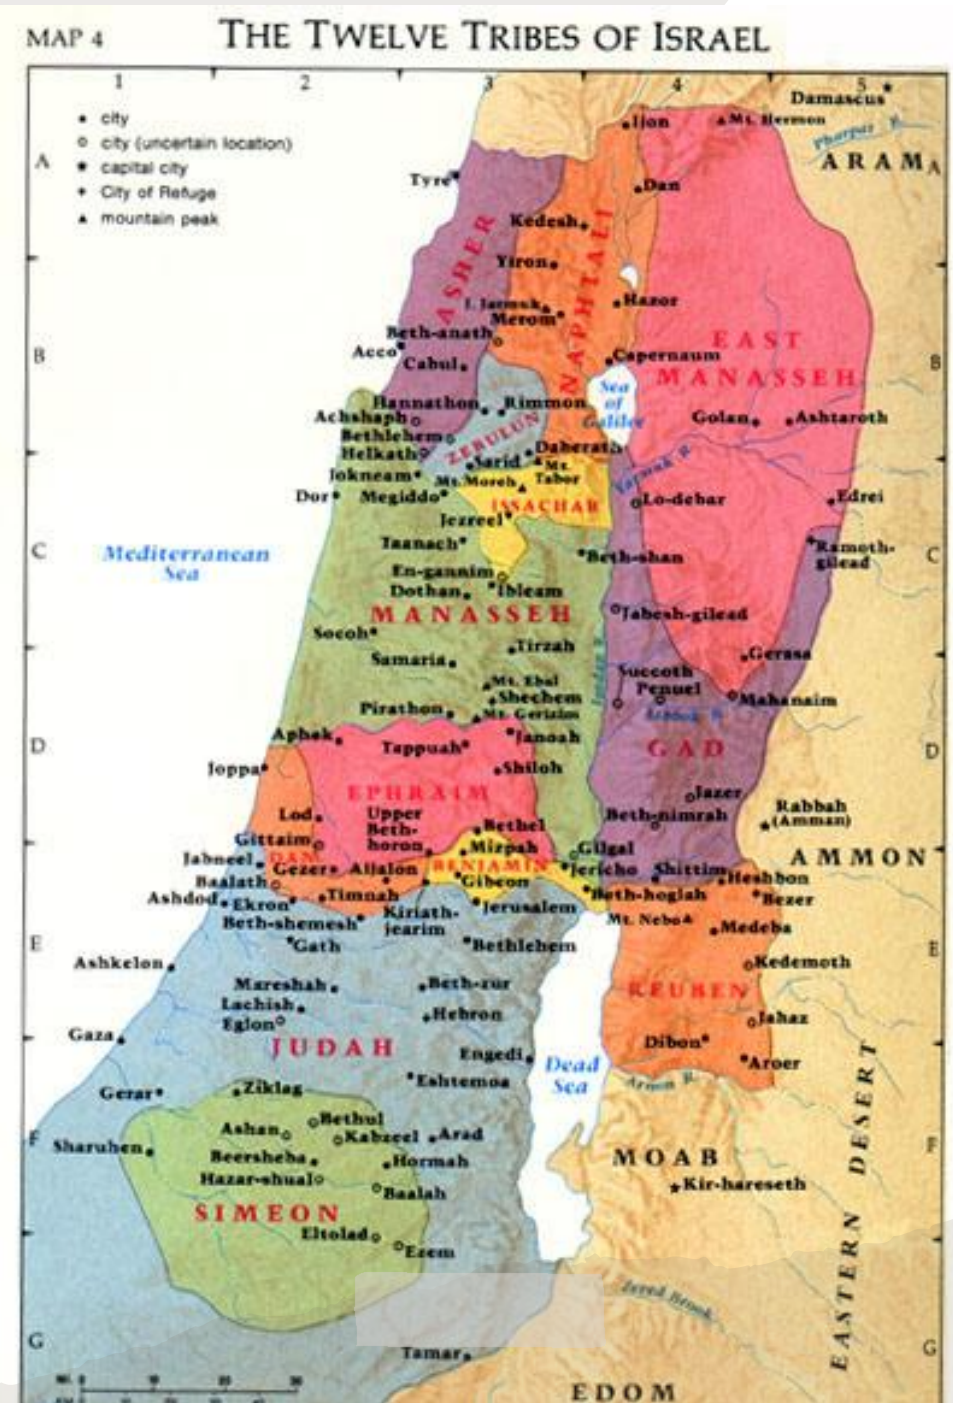 MAP 4
THE TWELVE TRIBES OF ISRAEL
1 2 3 4 5
city
city (uncertain location)
capital city
City of Refuge
mountain peak
Damascus
Ijon
Mt. Hermon
Pharpar R.
A
ARAM
A
Tyre
Dan
Kedesh
ASHER
NAPHTALI
Yiron
Hazor
Merom
Beth-anath
EAST
MANASSEH
B
Acco
Cabul
Capernaum
B
Sea
of
Galilee
Hannathon
Rimmon
Achshaph
Golan
Ashtaroth
Bethlehem
ZEBULUN
Helkath
Daberath
Sarid
Mt.
Tabor
Yarmuk R.
Jokneam
Mt. Moreh
Dor
Megiddo
ISSACHAR
Lo-debar
Edrei
Jezreel
Mediterranean
Sea
C
Taanach
Beth-shan
Ramoth-
gilead
C
En-gannim
Dothan
Ibleam
MANASSEH
Jabesh-gilead
Socoh
Tirzah
Samaria
Gerasa
Succoth
Penuel
Mt. Ebal
Shechem
Mahanaim
Pirathon
Mt. Gerizim
Jabbok R.
Jordan R.
Aphek
Janoah
D
Tappuah
GAD
D
Joppa
Shiloh
EPHRAIM
Jazer
Lod
Upper
Beth-
horon
Bethel
Beth-nimrah
Rabbah
(Amman)
Gittaim
DAN
Mizpah
Gilgal
Jabneel
Gezer
Aijalon
BENJAMIN
Jericho
Shittim
AMMON
Baalath
Gibeon
Heshbon
Ashdod
Ekron
Timnah
Jerusalem
Beth-hoglah
Bezer
Beth-shemesh
Kiriath-
jearim
Mt. Nebo
Medeba
E
Gath
Bethlehem
E
Ashkelon
Kedemoth
Mareshah
Beth-zur
REUBEN
Lachish
Eglon
Hebron
Jahaz
Gaza
JUDAH
Engedi
Dibon
Dead
Sea
Aroer
Eshtemoa
Arnon R.
Gerar
Ziklag
Bethul
Ashan
Kabzeel
Arad
F
Sharuhen
MOAB
F
Beersheba
Hormah
Hazar-shual
Baalah
Kir-hareseth
SIMEON
Eltolad
Ezem
EASTERN DESERT
Zered Brook
G
Tamar
G
EDOM